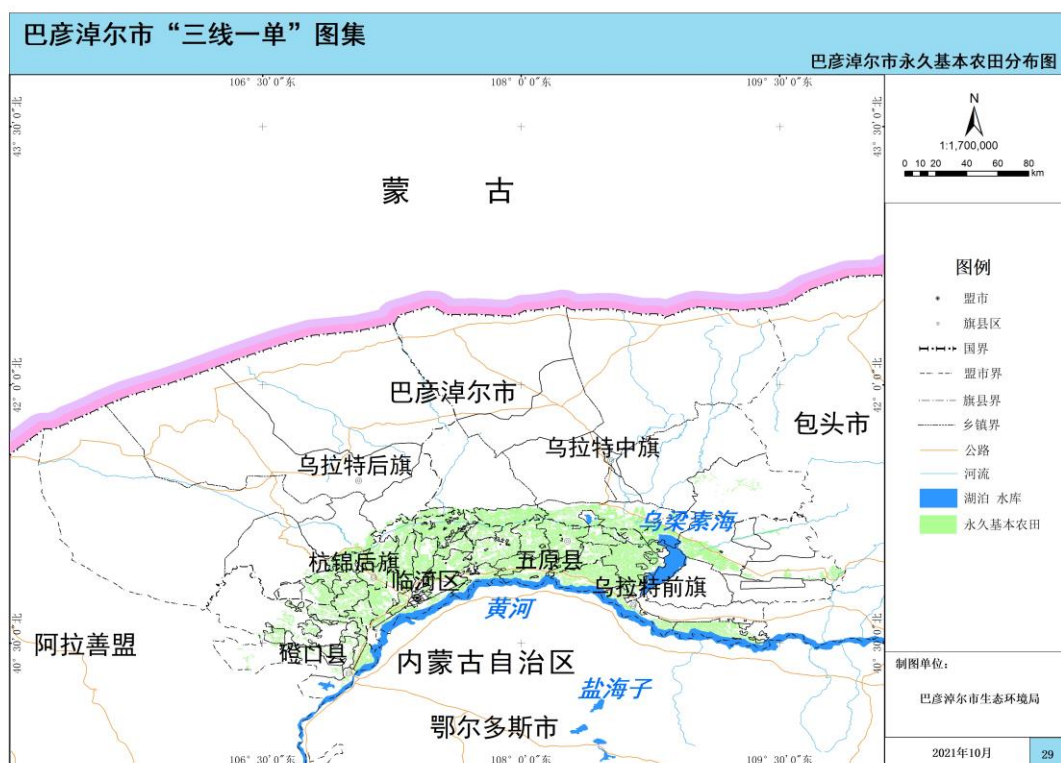 巴彦淖尔市“三线一单”图集
巴彦淖尔市永久基本农田分布图
106°30′0″东
108°0′0″东
109°30′0″东
43°30′0″北
43°30′0″北
N
1:1,700,000
0 10 20 40 60 80
km
蒙 古
图例
盟市
旗县区
国界
盟市界
旗县界
乡镇界
公路
河流
湖泊 水库
永久基本农田
42°0′0″北
42°0′0″北
巴彦淖尔市
包头市
乌拉特后旗
乌拉特中旗
乌梁素海
杭锦后旗
临河区
五原县
乌拉特前旗
黄河
阿拉善盟
磴口县
内蒙古自治区
40°30′0″北
40°30′0″北
盐海子
鄂尔多斯市
制图单位：
巴彦淖尔市生态环境局
106°30′0″东
108°0′0″东
109°30′0″东
2021年10月
29